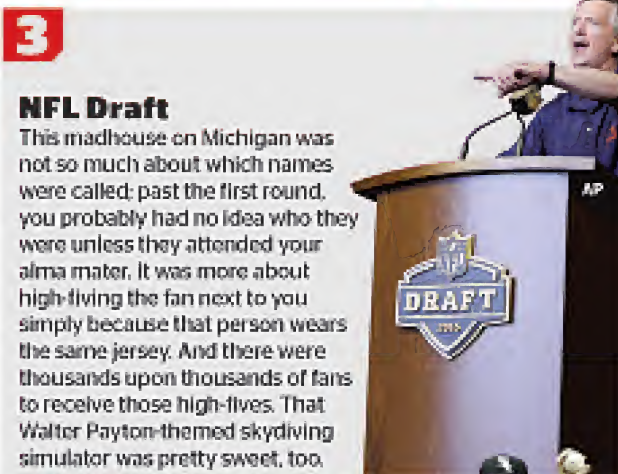 3
NFL Draft
This madhouse on Michigan was
not so much about which names
were called; past the first round,
you probably had no idea who they
were unless they attended your
alma mater. It was more about
high-fiving the fan next to you
simply because that person wears
the same jersey. And there were
thousands upon thousands of fans
to receive those high-fives. That
Walter Payton-themed skydiving
simulator was pretty sweet, too.
AP
NFL
DRAFT
2015